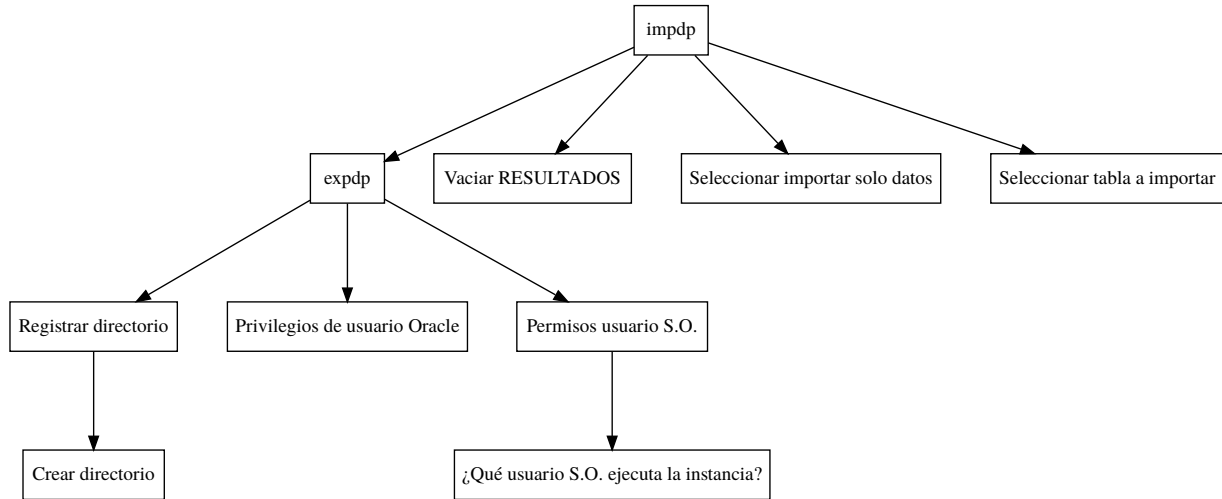 impdp
expdp
Vaciar RESULTADOS
Seleccionar importar solo datos
Seleccionar tabla a importar
Registrar directorio
Privilegios de usuario Oracle
Permisos usuario S.O.
Crear directorio
¿Qué usuario S.O. ejecuta la instancia?